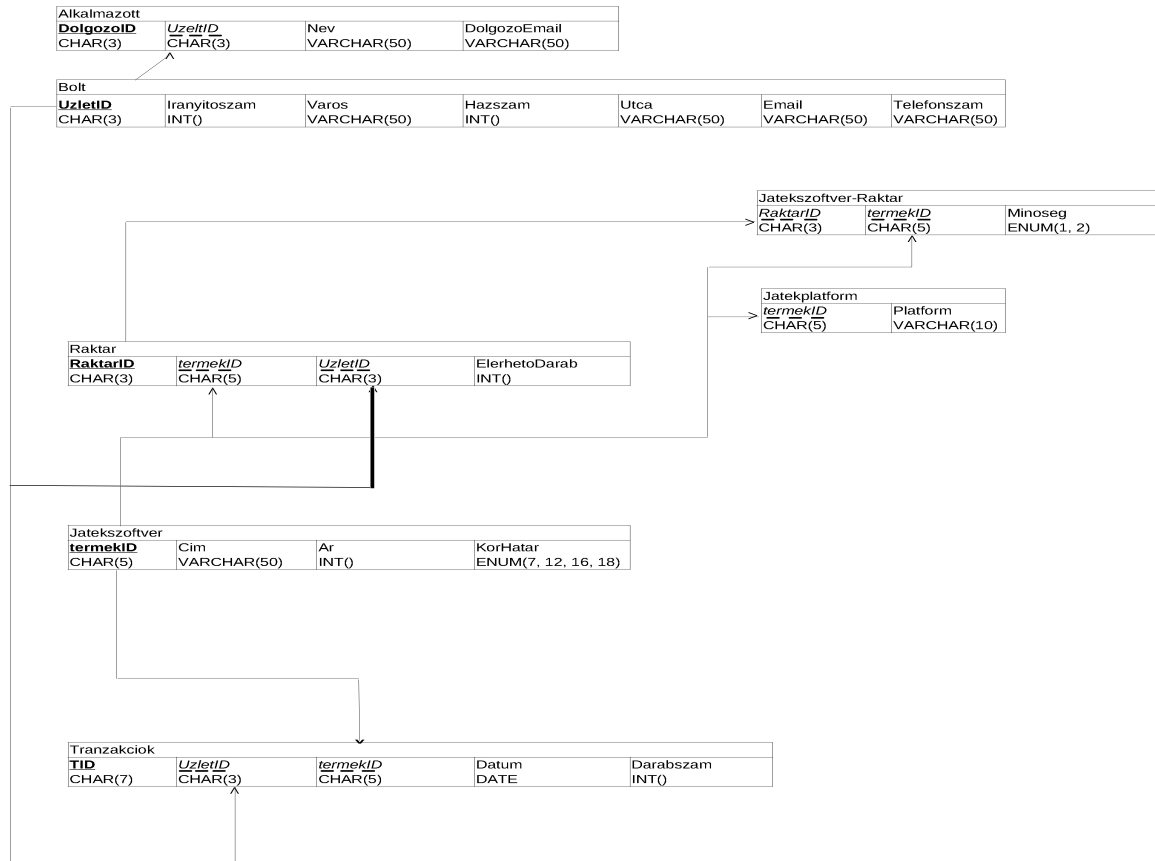 Alkalmazott
DolgozoID UzeltID Nev DolgozoEmail
CHAR(3) CHAR(3) VARCHAR(50) VARCHAR(50)
Bolt
UzletID Iranyitoszam Varos Hazszam Utca Email Telefonszam
CHAR(3) INT() VARCHAR(50) INT() VARCHAR(50) VARCHAR(50) VARCHAR(50)
Jatekszoftver-Raktar
RaktarID termekID Minoseg
CHAR(3) CHAR(5) ENUM(1, 2)
Jatekplatform
termekID Platform
CHAR(5) VARCHAR(10)
Raktar
RaktarID termekID UzletID ElerhetoDarab
CHAR(3) CHAR(5) CHAR(3) INT()
Jatekszoftver
termekID Cim Ar KorHatar
CHAR(5) VARCHAR(50) INT() ENUM(7, 12, 16, 18)
Tranzakciok
TID UzletID termekID Datum Darabszam
CHAR(7) CHAR(3) CHAR(5) DATE INT()